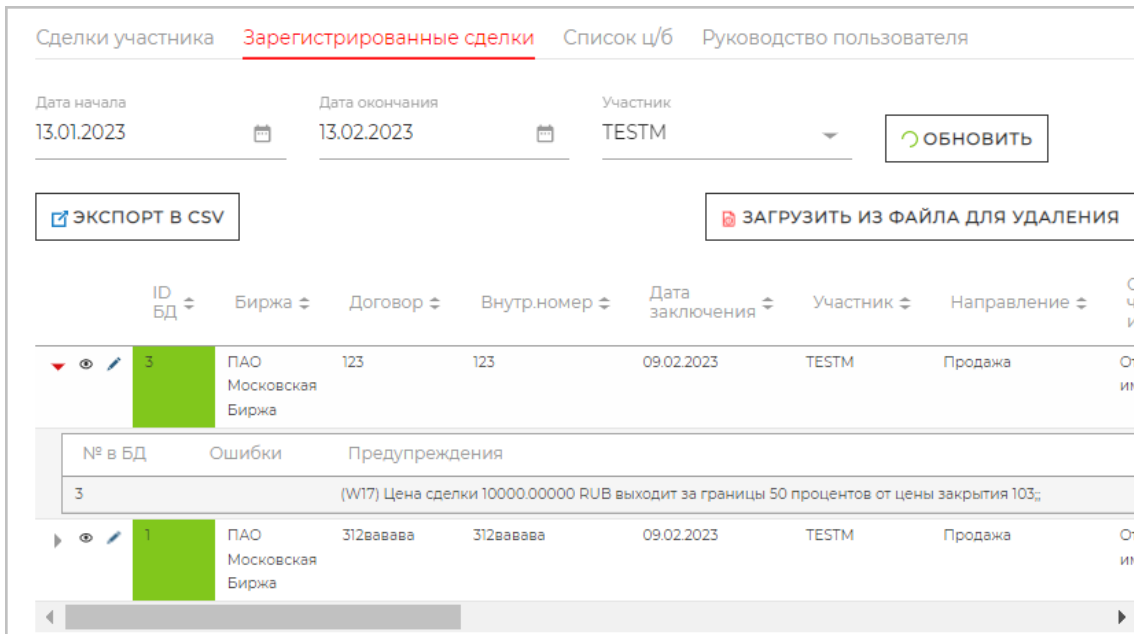 Сделки участника Зарегистрированные сделки Список ц/б Руководство пользователя
Дата начала Дата окончания Участник
13.01.2023 13.02.2023 TESTM ОБНОВИТЬ
ЭКСПОРТ В CSV ЗАГРУЗИТЬ ИЗ ФАЙЛА ДЛЯ УДАЛЕНИЯ
ID БД Биржа Договор Внутр.номер Дата заключения Участник Направление
3 ПАО 123 123 09.02.2023 TESTM Продажа
Московская
Биржа
№ в БД Ошибки Предупреждения
3 (W17) Цена сделки 10000.00000 RUB выходит за границы 50 процентов от цены закрытия 103;;
1 ПАО 312вавава 312вавава 09.02.2023 TESTM Продажа
Московская
Биржа